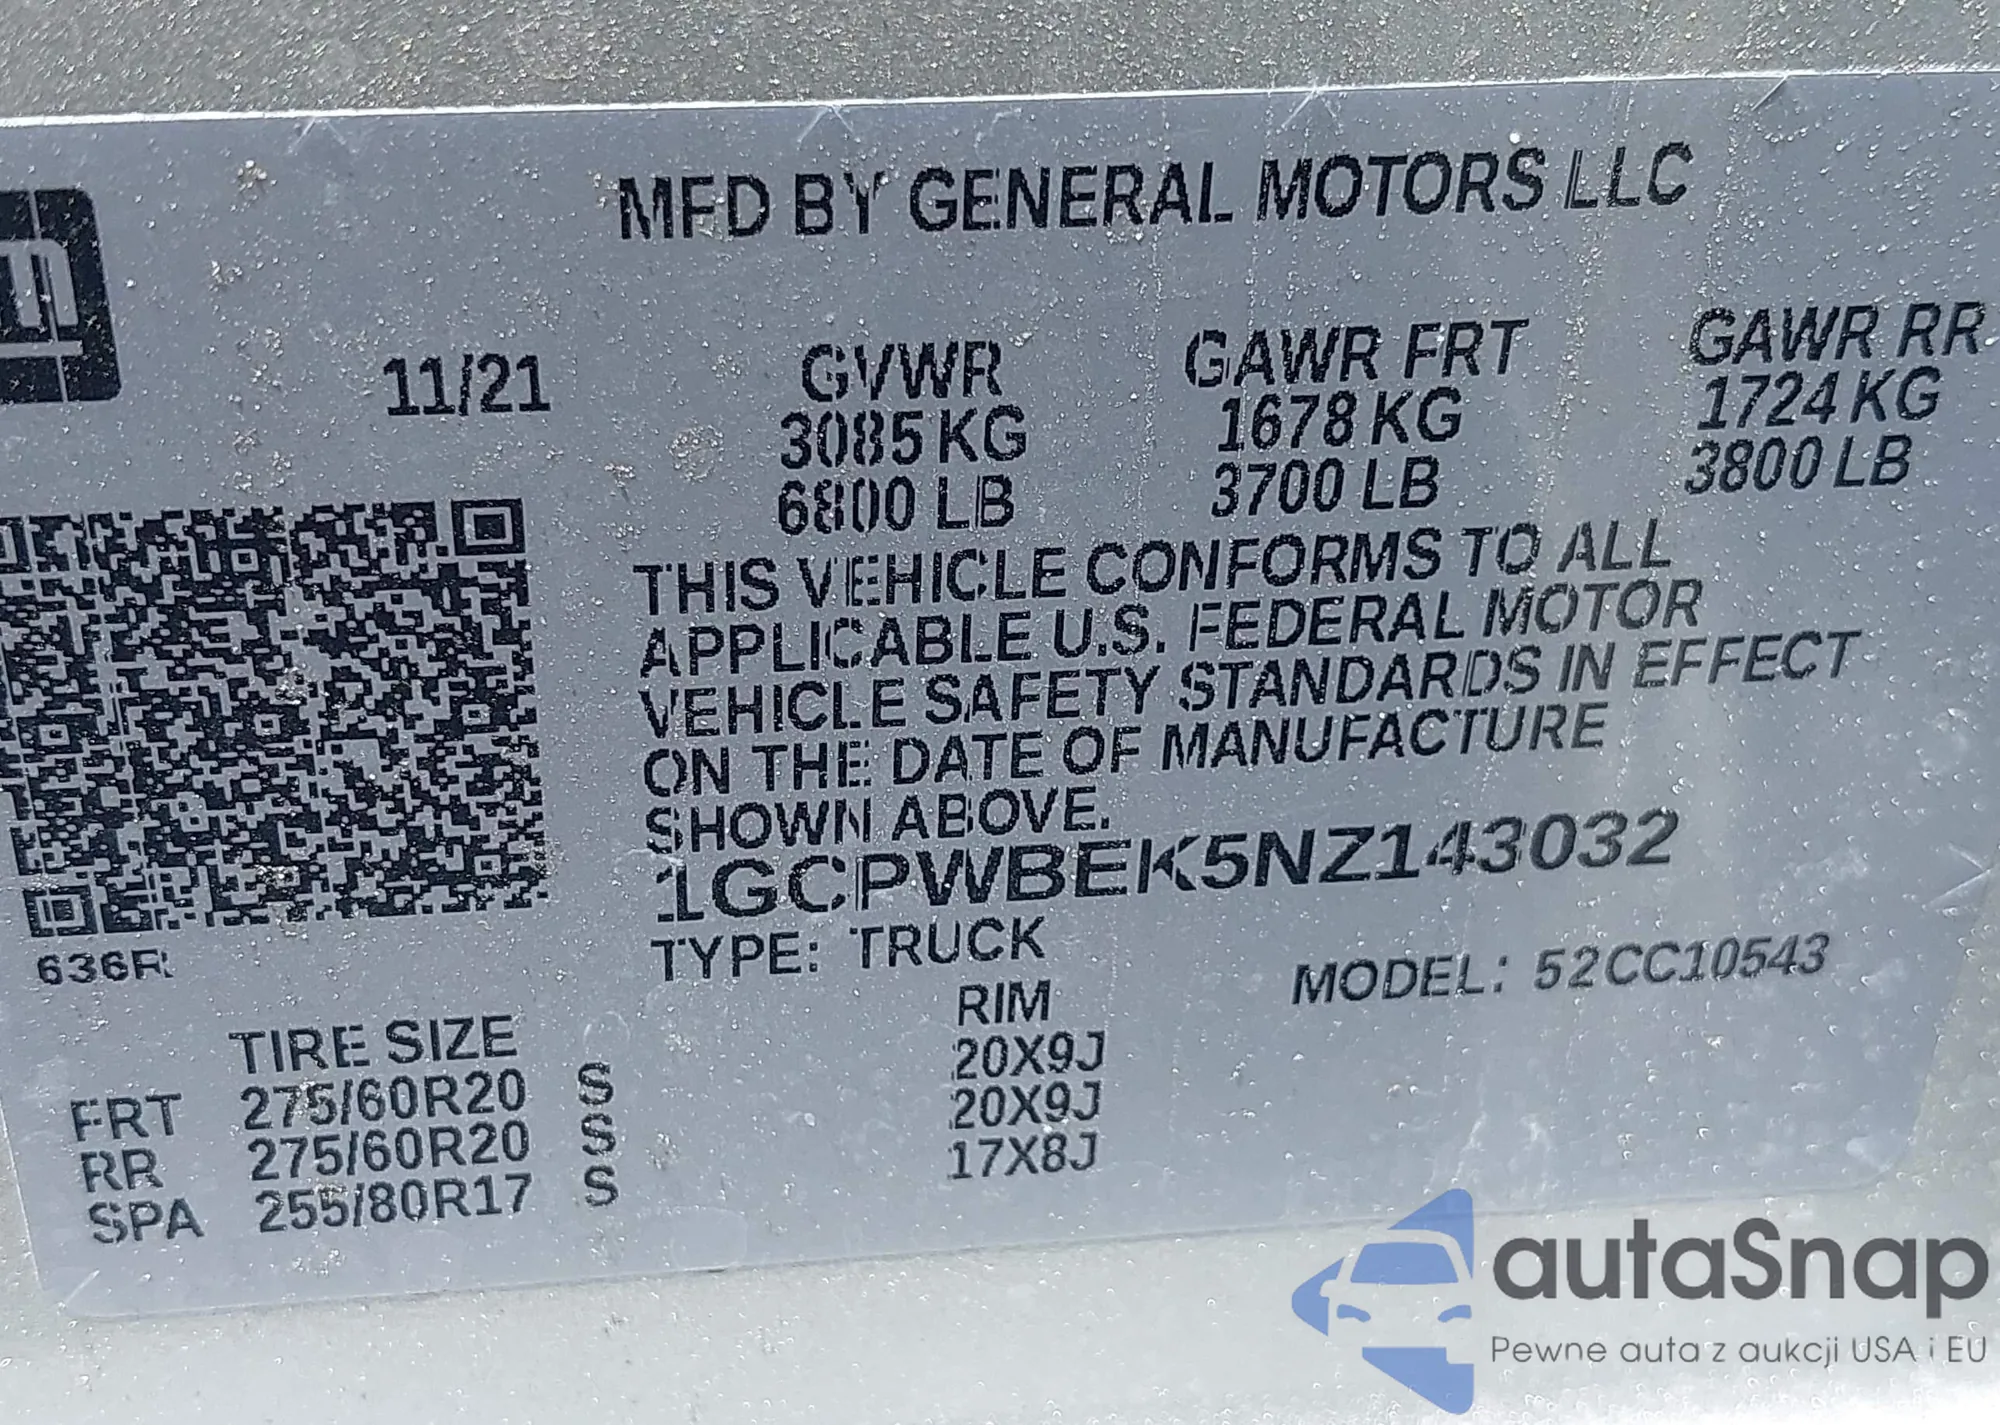 MFD BY GENERAL MOTORS LLC
11/21 GVWR GAWR FRT GAWR RR
3085 KG 1678 KG 1724 KG
6800 LB 3700 LB 3800 LB
THIS VEHICLE CONFORMS TO ALL
APPLICABLE U.S. FEDERAL MOTOR
VEHICLE SAFETY STANDARDS IN EFFECT
ON THE DATE OF MANUFACTURE
SHOWN ABOVE.
1GCPWBEK5NZ143032
636R
TYPE: TRUCK MODEL: 52CC10543
TIRE SIZE RIM
FRT 275/60R20 S 20X9J
RR 275/60R20 S 20X9J
SPA 255/80R17 S 17X8J
autaSnap
Pewne auta z aukcji USA i EU